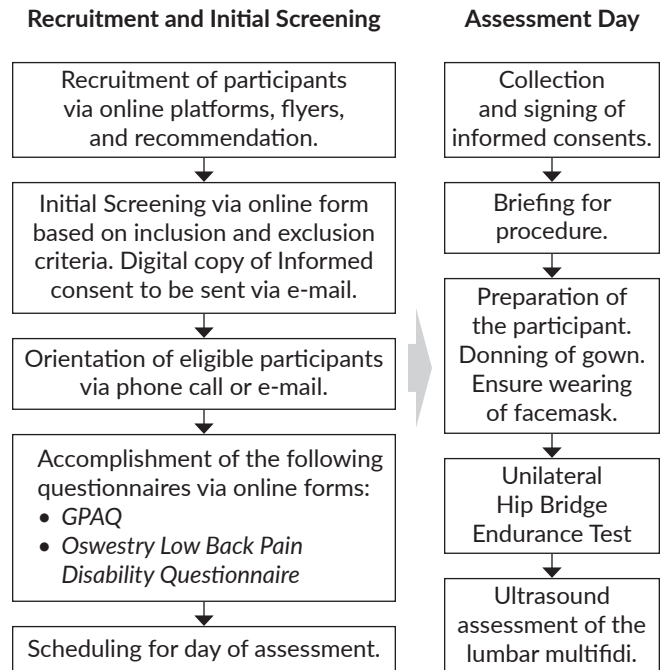 Recruitment and Initial Screening
Recruitment of participants
via online platforms, flyers,
and recommendation.
Initial Screening via online form
based on inclusion and exclusion
criteria. Digital copy of Informed
consent to be sent via e-mail.
Orientation of eligible participants
via phone call or e-mail.
Accomplishment of the following
questionnaires via online forms:
• GPAQ
• Oswestry Low Back Pain
Disability Questionnaire
Scheduling for day of assessment.
Assessment Day
Collection
and signing of
informed consents.
Briefing for
procedure.
Preparation of
the participant.
Donning of gown.
Ensure wearing
of facemask.
Unilateral
Hip Bridge
Endurance Test
Ultrasound
assessment of the
lumbar multifidi.